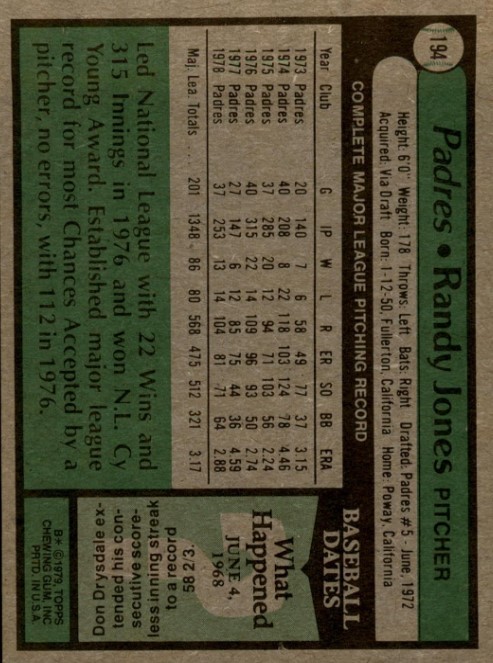 194
Padres • Randy Jones PITCHER
Height: 6'0" Weight: 178 Throws: Left Bats: Right Drafted: Padres #5 - June, 1972
Acquired: Via Draft Born: 1-12-50, Fullerton, California Home: Poway, California
COMPLETE MAJOR LEAGUE PITCHING RECORD
Year Club G IP W L R ER SO BB ERA
1973 Padres 20 140 7 6 58 49 77 37 3.15
1974 Padres 40 208 8 22 118 103 124 78 4.46
1975 Padres 37 285 20 12 94 71 103 56 2.24
1976 Padres 40 315 22 14 109 96 93 50 2.74
1977 Padres 27 147 6 12 85 75 44 36 4.59
1978 Padres 37 253 13 14 104 81 71 64 2.88
Maj. Lea. Totals . . 201 1348 86 80 568 475 512 321 3.17
Led National League with 22 Wins and
315 Innings in 1976 and won N.L. Cy
Young Award. Established major league
record for most Chances Accepted by a
pitcher, no errors, with 112 in 1976.
BASEBALL
DATES
What
Happened
JUNE 4,
1968
Don Drysdale ex-
tended his con-
secutive score-
less inning streak
to a record
58 2/3.
B* © 1979, TOPPS
CHEWING GUM, INC
PRTD. IN U.S.A.